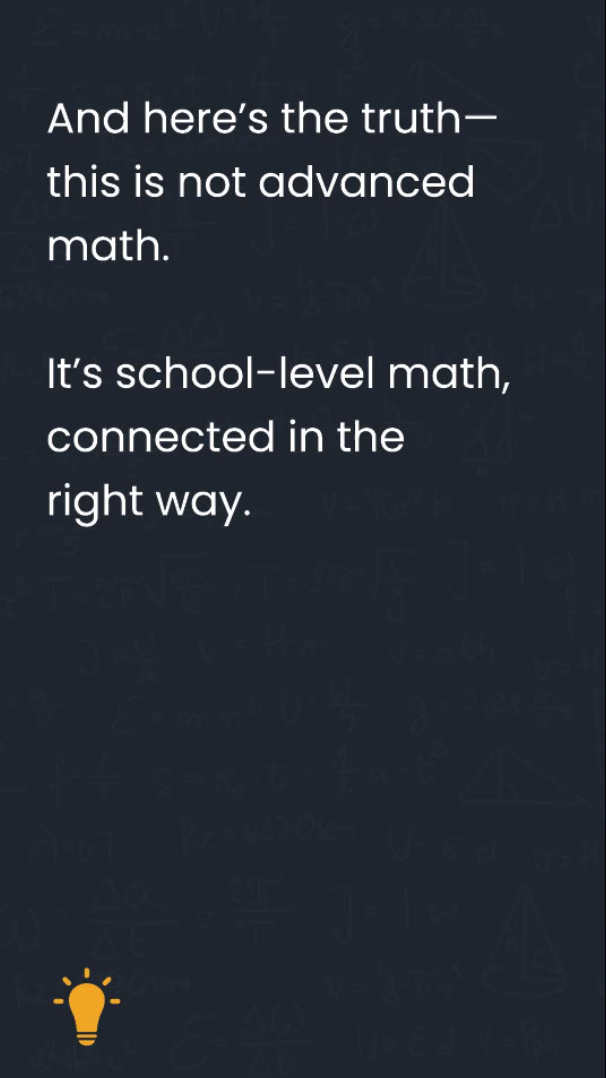 And here’s the truth—
this is not advanced
math.
It’s school-level math,
connected in the
right way.